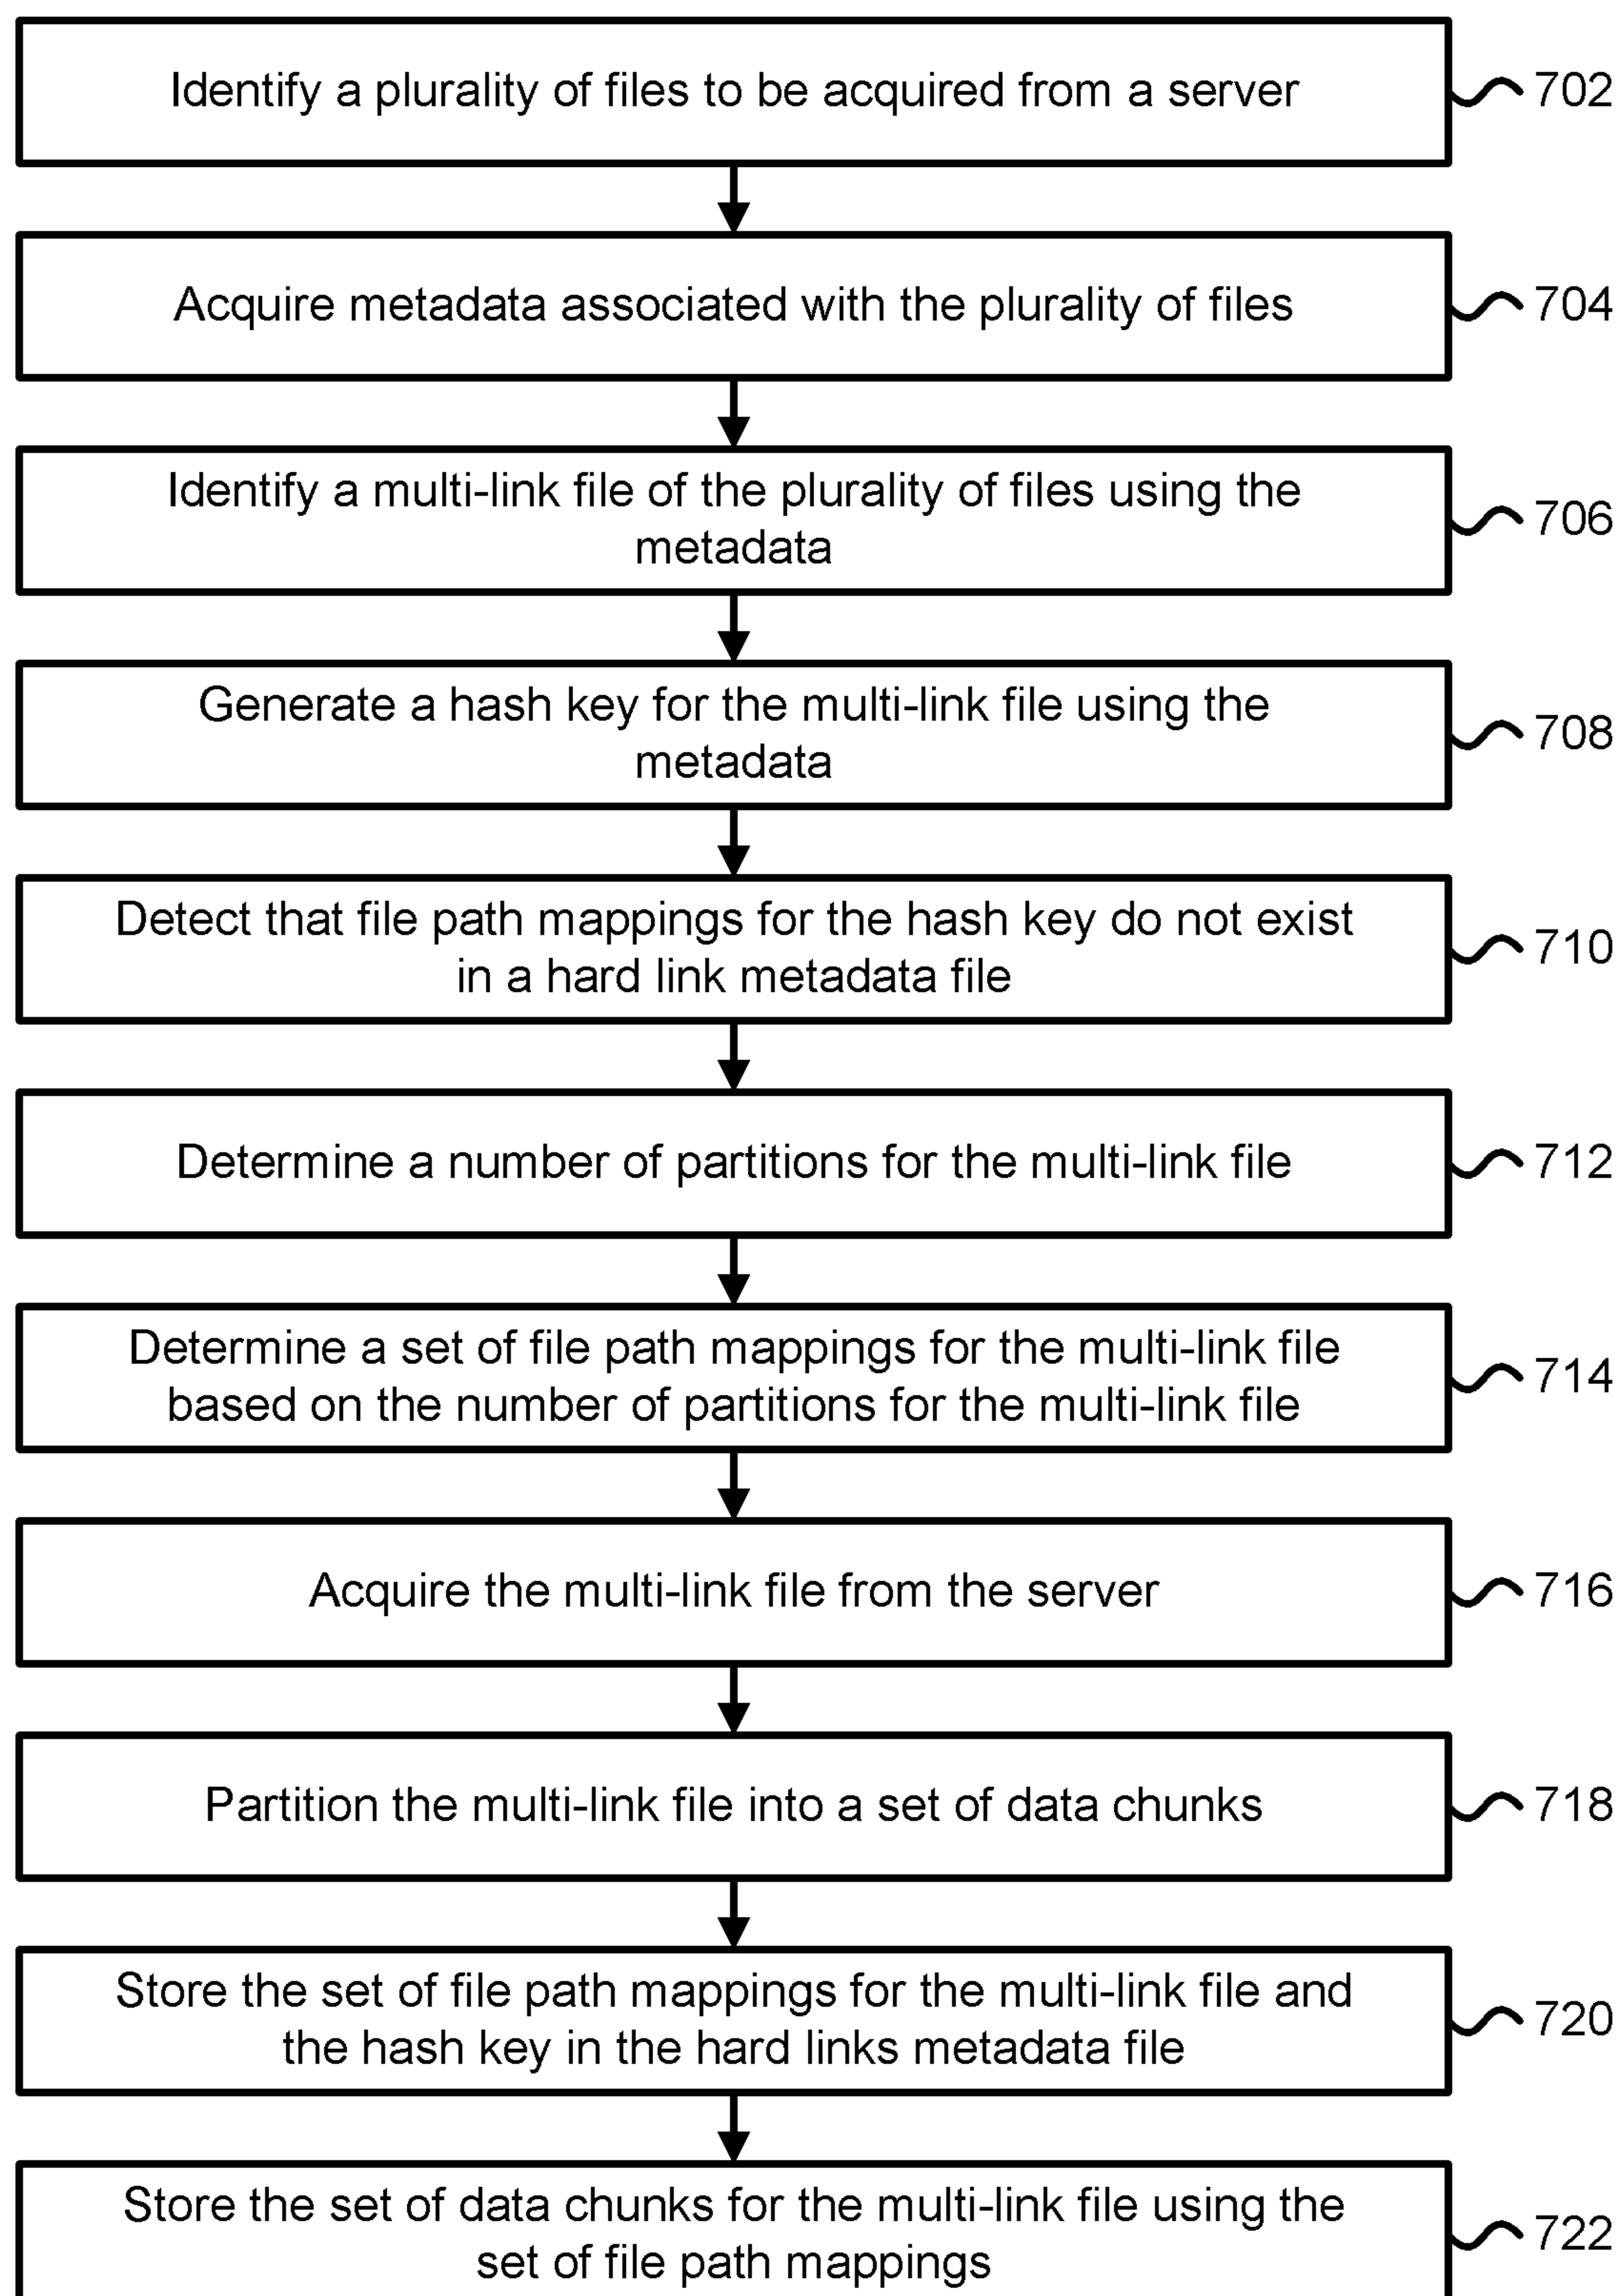 Identify a plurality of files to be acquired from a server
702
Acquire metadata associated with the plurality of files
704
Identify a multi-link file of the plurality of files using the
metadata
706
Generate a hash key for the multi-link file using the
metadata
708
Detect that file path mappings for the hash key do not exist
in a hard link metadata file
710
Determine a number of partitions for the multi-link file
712
Determine a set of file path mappings for the multi-link file
based on the number of partitions for the multi-link file
714
Acquire the multi-link file from the server
716
Partition the multi-link file into a set of data chunks
718
Store the set of file path mappings for the multi-link file and
the hash key in the hard links metadata file
720
Store the set of data chunks for the multi-link file using the
set of file path mappings
722